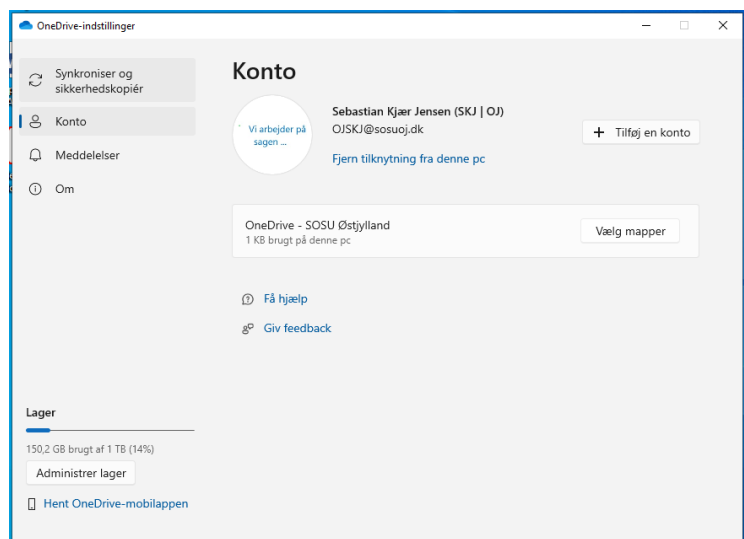 OneDrive-indstillinger
Synkroniser og
sikkerhedskopiér
Konto
Meddelelser
Om
Konto
Vi arbejder på
sagen ...
Sebastian Kjær Jensen (SKJ | OJ)
OJSKJ@sosuoj.dk
Fjern tilknytning fra denne pc
+ Tilføj en konto
OneDrive - SOSU Østjylland
1 KB brugt på denne pc
Vælg mapper
Få hjælp
Giv feedback
Lager
150,2 GB brugt af 1 TB (14%)
Administrer lager
Hent OneDrive-mobilappen